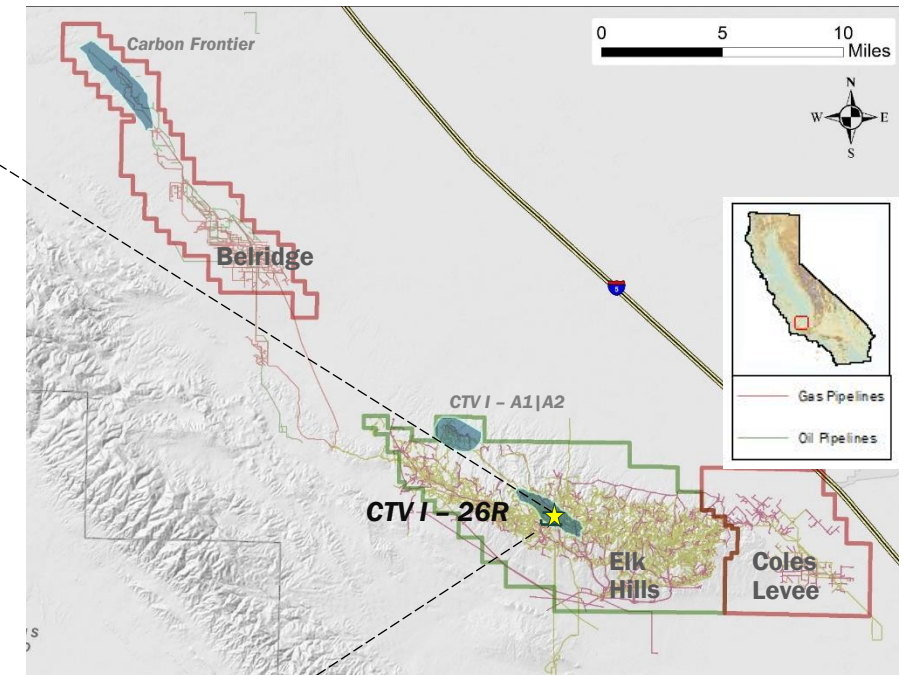 Carbon Frontier
0 5 10
Miles
N
W E
S
Belridge
5
Gas Pipelines
Oil Pipelines
CTV I – A1|A2
CTV I – 26R
Elk
Hills
Coles
Levee
S